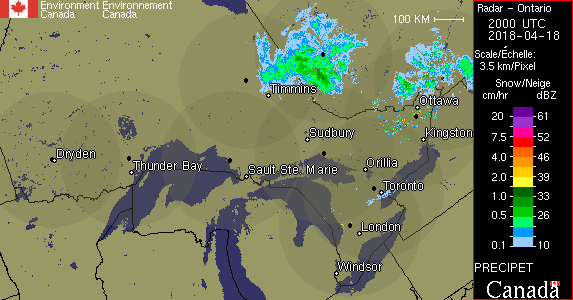 Environment Environnement
Canada Canada
100 KM
Timmins
Ottawa
Sudbury
Kingston
Dryden
Thunder Bay
Sault Ste. Marie
Orillia
Toronto
London
Windsor
Radar - Ontario
2000 UTC
2018-04-18
Scale/Échelle:
3.5 km/Pixel
Snow/Neige
cm/hr dBZ
20 61
7.5 52
4.0 46
2.0 39
1.0 33
0.5 26
0.1 10
PRECIPET
Canada